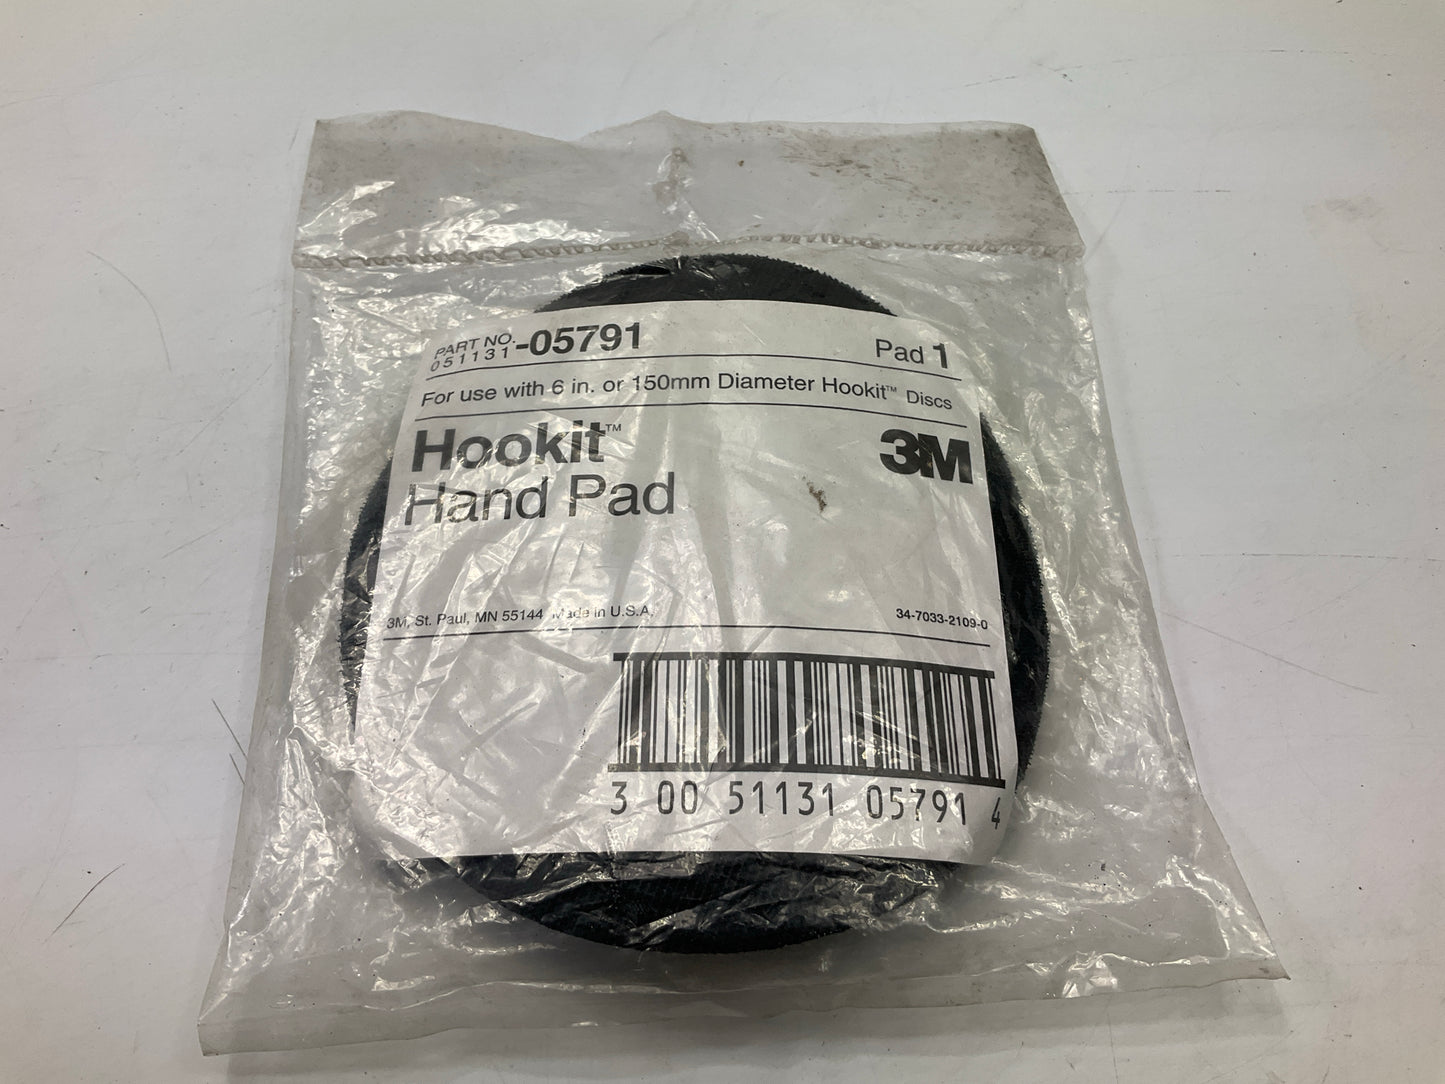 PART NO. 051131-05791 Pad 1
For use with 6 in. or 150mm Diameter Hookit™ Discs
Hookit™ 3M
Hand Pad
3M, St. Paul, MN 55144 Made in U.S.A. 34-7033-2109-0
3 00 51131 05791 4